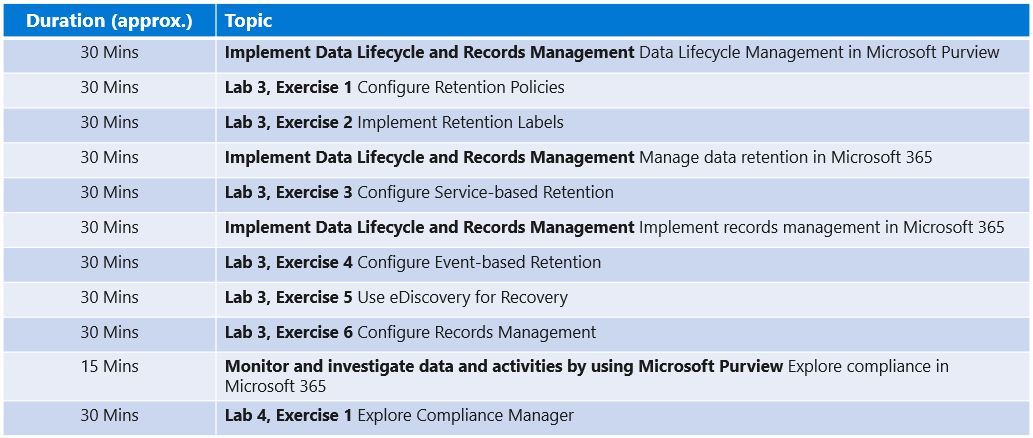 Duration (approx.) Topic
30 Mins Implement Data Lifecycle and Records Management Data Lifecycle Management in Microsoft Purview
30 Mins Lab 3, Exercise 1 Configure Retention Policies
30 Mins Lab 3, Exercise 2 Implement Retention Labels
30 Mins Implement Data Lifecycle and Records Management Manage data retention in Microsoft 365
30 Mins Lab 3, Exercise 3 Configure Service-based Retention
30 Mins Implement Data Lifecycle and Records Management Implement records management in Microsoft 365
30 Mins Lab 3, Exercise 4 Configure Event-based Retention
30 Mins Lab 3, Exercise 5 Use eDiscovery for Recovery
30 Mins Lab 3, Exercise 6 Configure Records Management
15 Mins Monitor and investigate data and activities by using Microsoft Purview Explore compliance in
Microsoft 365
30 Mins Lab 4, Exercise 1 Explore Compliance Manager